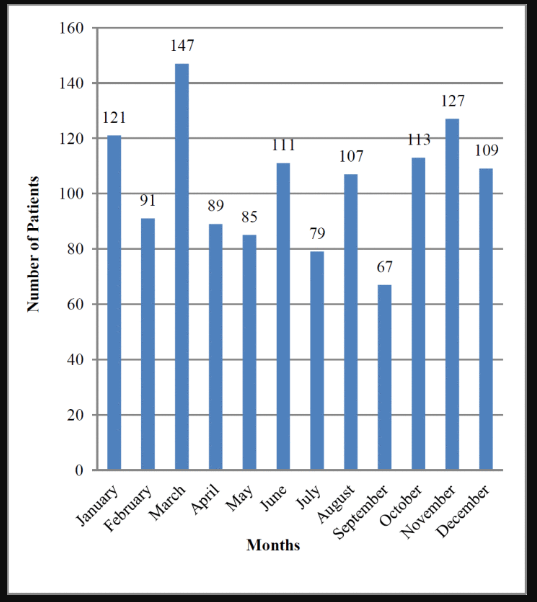 160
140
120
100
80
60
40
20
0
Number of Patients
121
91
147
89
85
111
79
107
67
113
127
109
January
February
March
April
May
June
July
August
September
October
November
December
Months